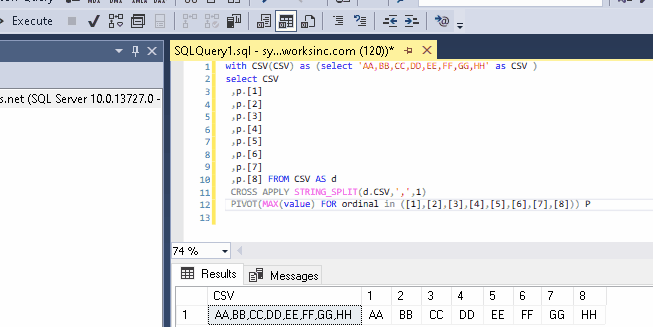 Execute
SQLQuery1.sql - sy...worksinc.com (120))*
s.net (SQL Server 10.0.13727.0 -
1 with CSV(CSV) as (select 'AA,BB,CC,DD,EE,FF,GG,HH' as CSV )
2 select CSV
3 ,p.[1]
4 ,p.[2]
5 ,p.[3]
6 ,p.[4]
7 ,p.[5]
8 ,p.[6]
9 ,p.[7]
10 ,p.[8] FROM CSV AS d
11 CROSS APPLY STRING_SPLIT(d.CSV,',',1)
12 PIVOT(MAX(value) FOR ordinal in ([1],[2],[3],[4],[5],[6],[7],[8])) P
13
74 %
Results Messages
CSV 1 2 3 4 5 6 7 8
1 AA,BB,CC,DD,EE,FF,GG,HH AA BB CC DD EE FF GG HH